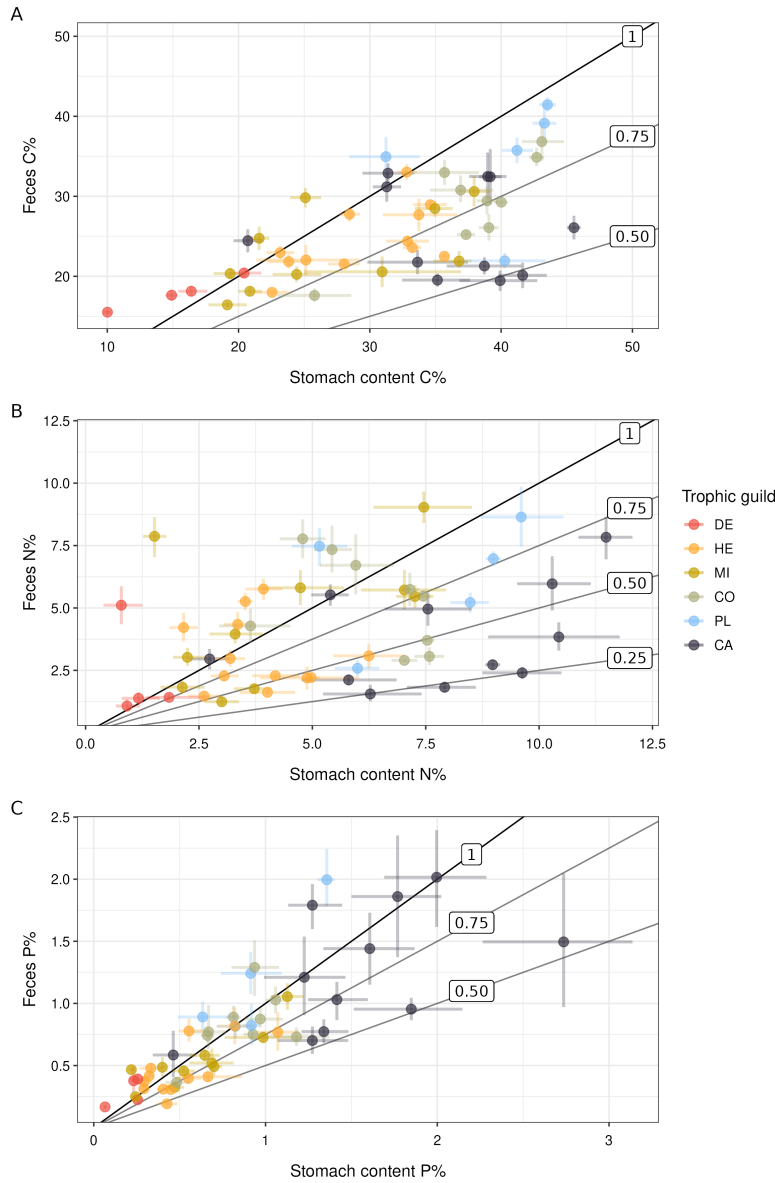 A
50
40
30
20
1
0.75
0.50
Feces C%
10 20 30 40 50
Stomach content C%
B
12.5
10.0
7.5
5.0
2.5
1
0.75
0.50
0.25
Feces N%
0.0 2.5 5.0 7.5 10.0 12.5
Stomach content N%
Trophic guild
DE
HE
MI
CO
PL
CA
C
2.5
2.0
1.5
1.0
0.5
1
0.75
0.50
Feces P%
0 1 2 3
Stomach content P%